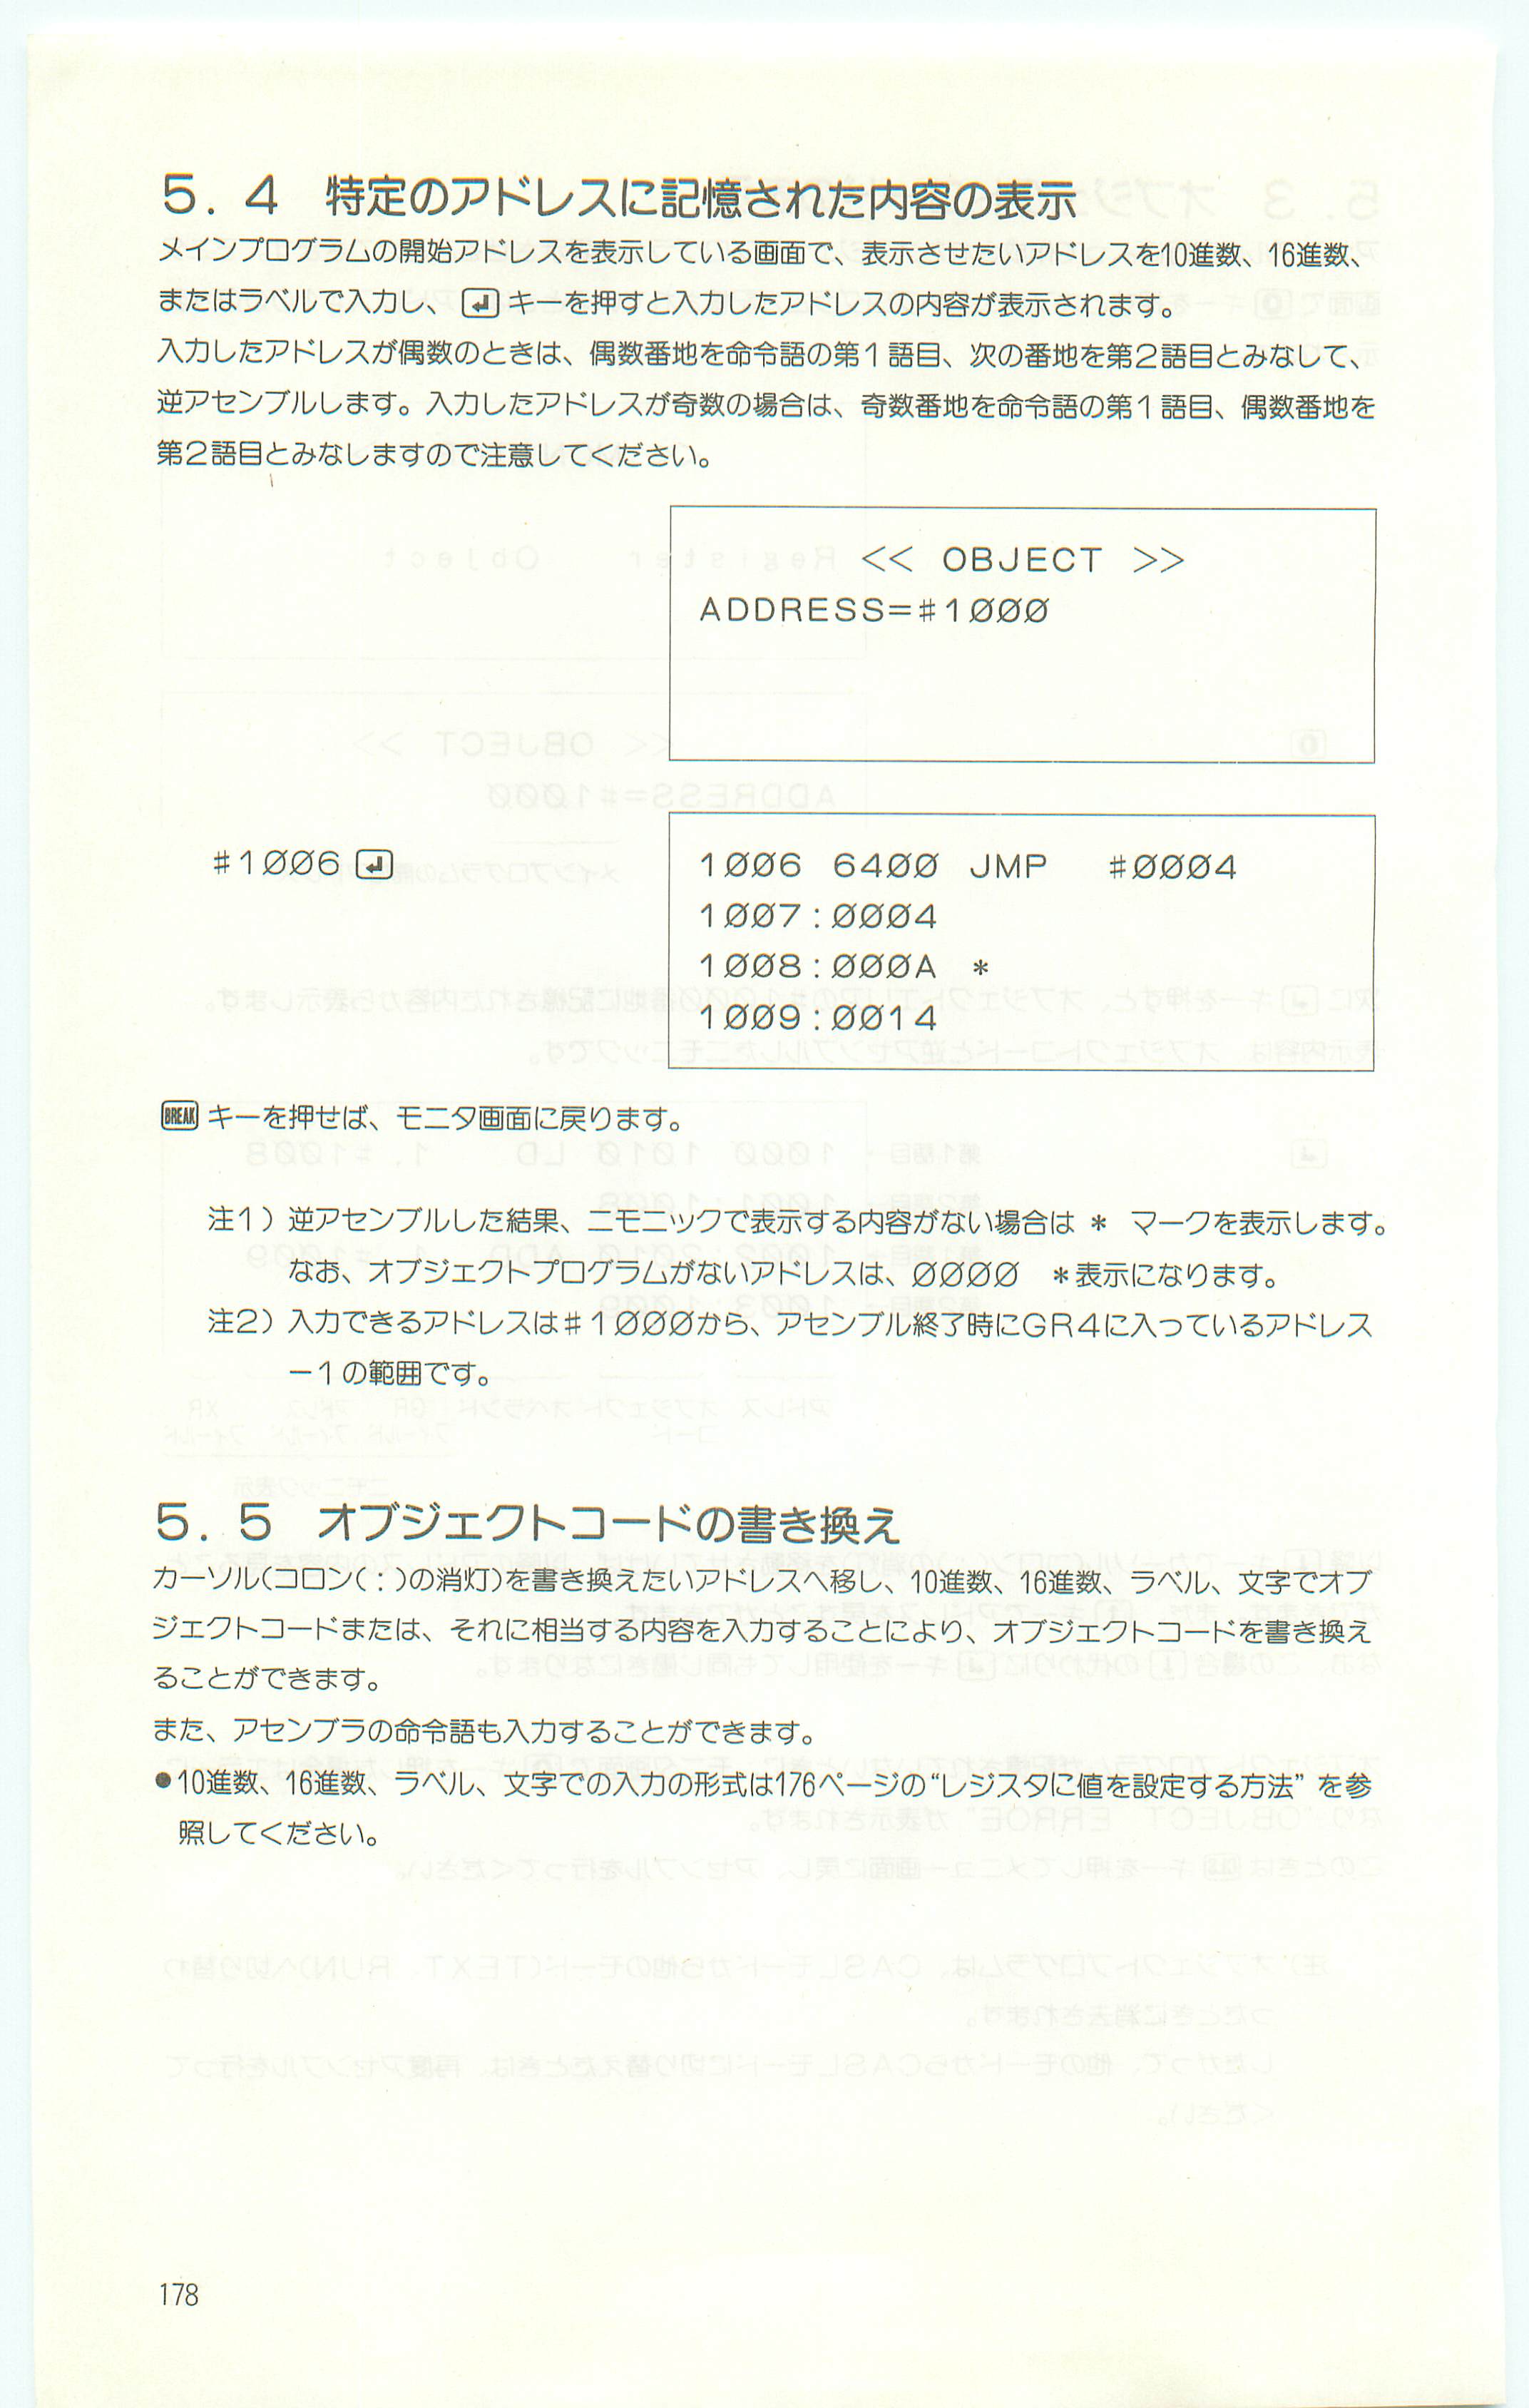 5. 4 特定のアドレスに記憶された内容の表示
メインプログラムの開始アドレスを表示している画面で、表示させたいアドレスを10進数、16進数、
またはラベルで入力し、↵キーを押すと入力したアドレスの内容が表示されます。
入力したアドレスが偶数のときは、偶数番地を命令語の第1語目、次の番地を第2語目とみなして、
逆アセンブルします。入力したアドレスが奇数の場合は、奇数番地を命令語の第1語目、偶数番地を
第2語目とみなしますので注意してください。
<< OBJECT >>
ADDRESS=#1000
#1006 ↵
1006 6400 JMP #0004
1007:0004
1008:000A *
1009:0014
BREAK キーを押せば、モニタ画面に戻ります。
注1) 逆アセンブルした結果、ニモニックで表示する内容がない場合は * マークを表示します。
なお、オブジェクトプログラムがないアドレスは、0000 *表示になります。
注2) 入力できるアドレスは#1000から、アセンブル終了時にGR4に入っているアドレス
-1の範囲です。
5. 5 オブジェクトコードの書き換え
カーソル(コロン(:)の消灯)を書き換えたいアドレスへ移し、10進数、16進数、ラベル、文字でオブ
ジェクトコードまたは、それに相当する内容を入力することにより、オブジェクトコードを書き換え
ることができます。
また、アセンブラの命令語も入力することができます。
●10進数、16進数、ラベル、文字での入力の形式は176ページの“レジスタに値を設定する方法”を参
照してください。
178